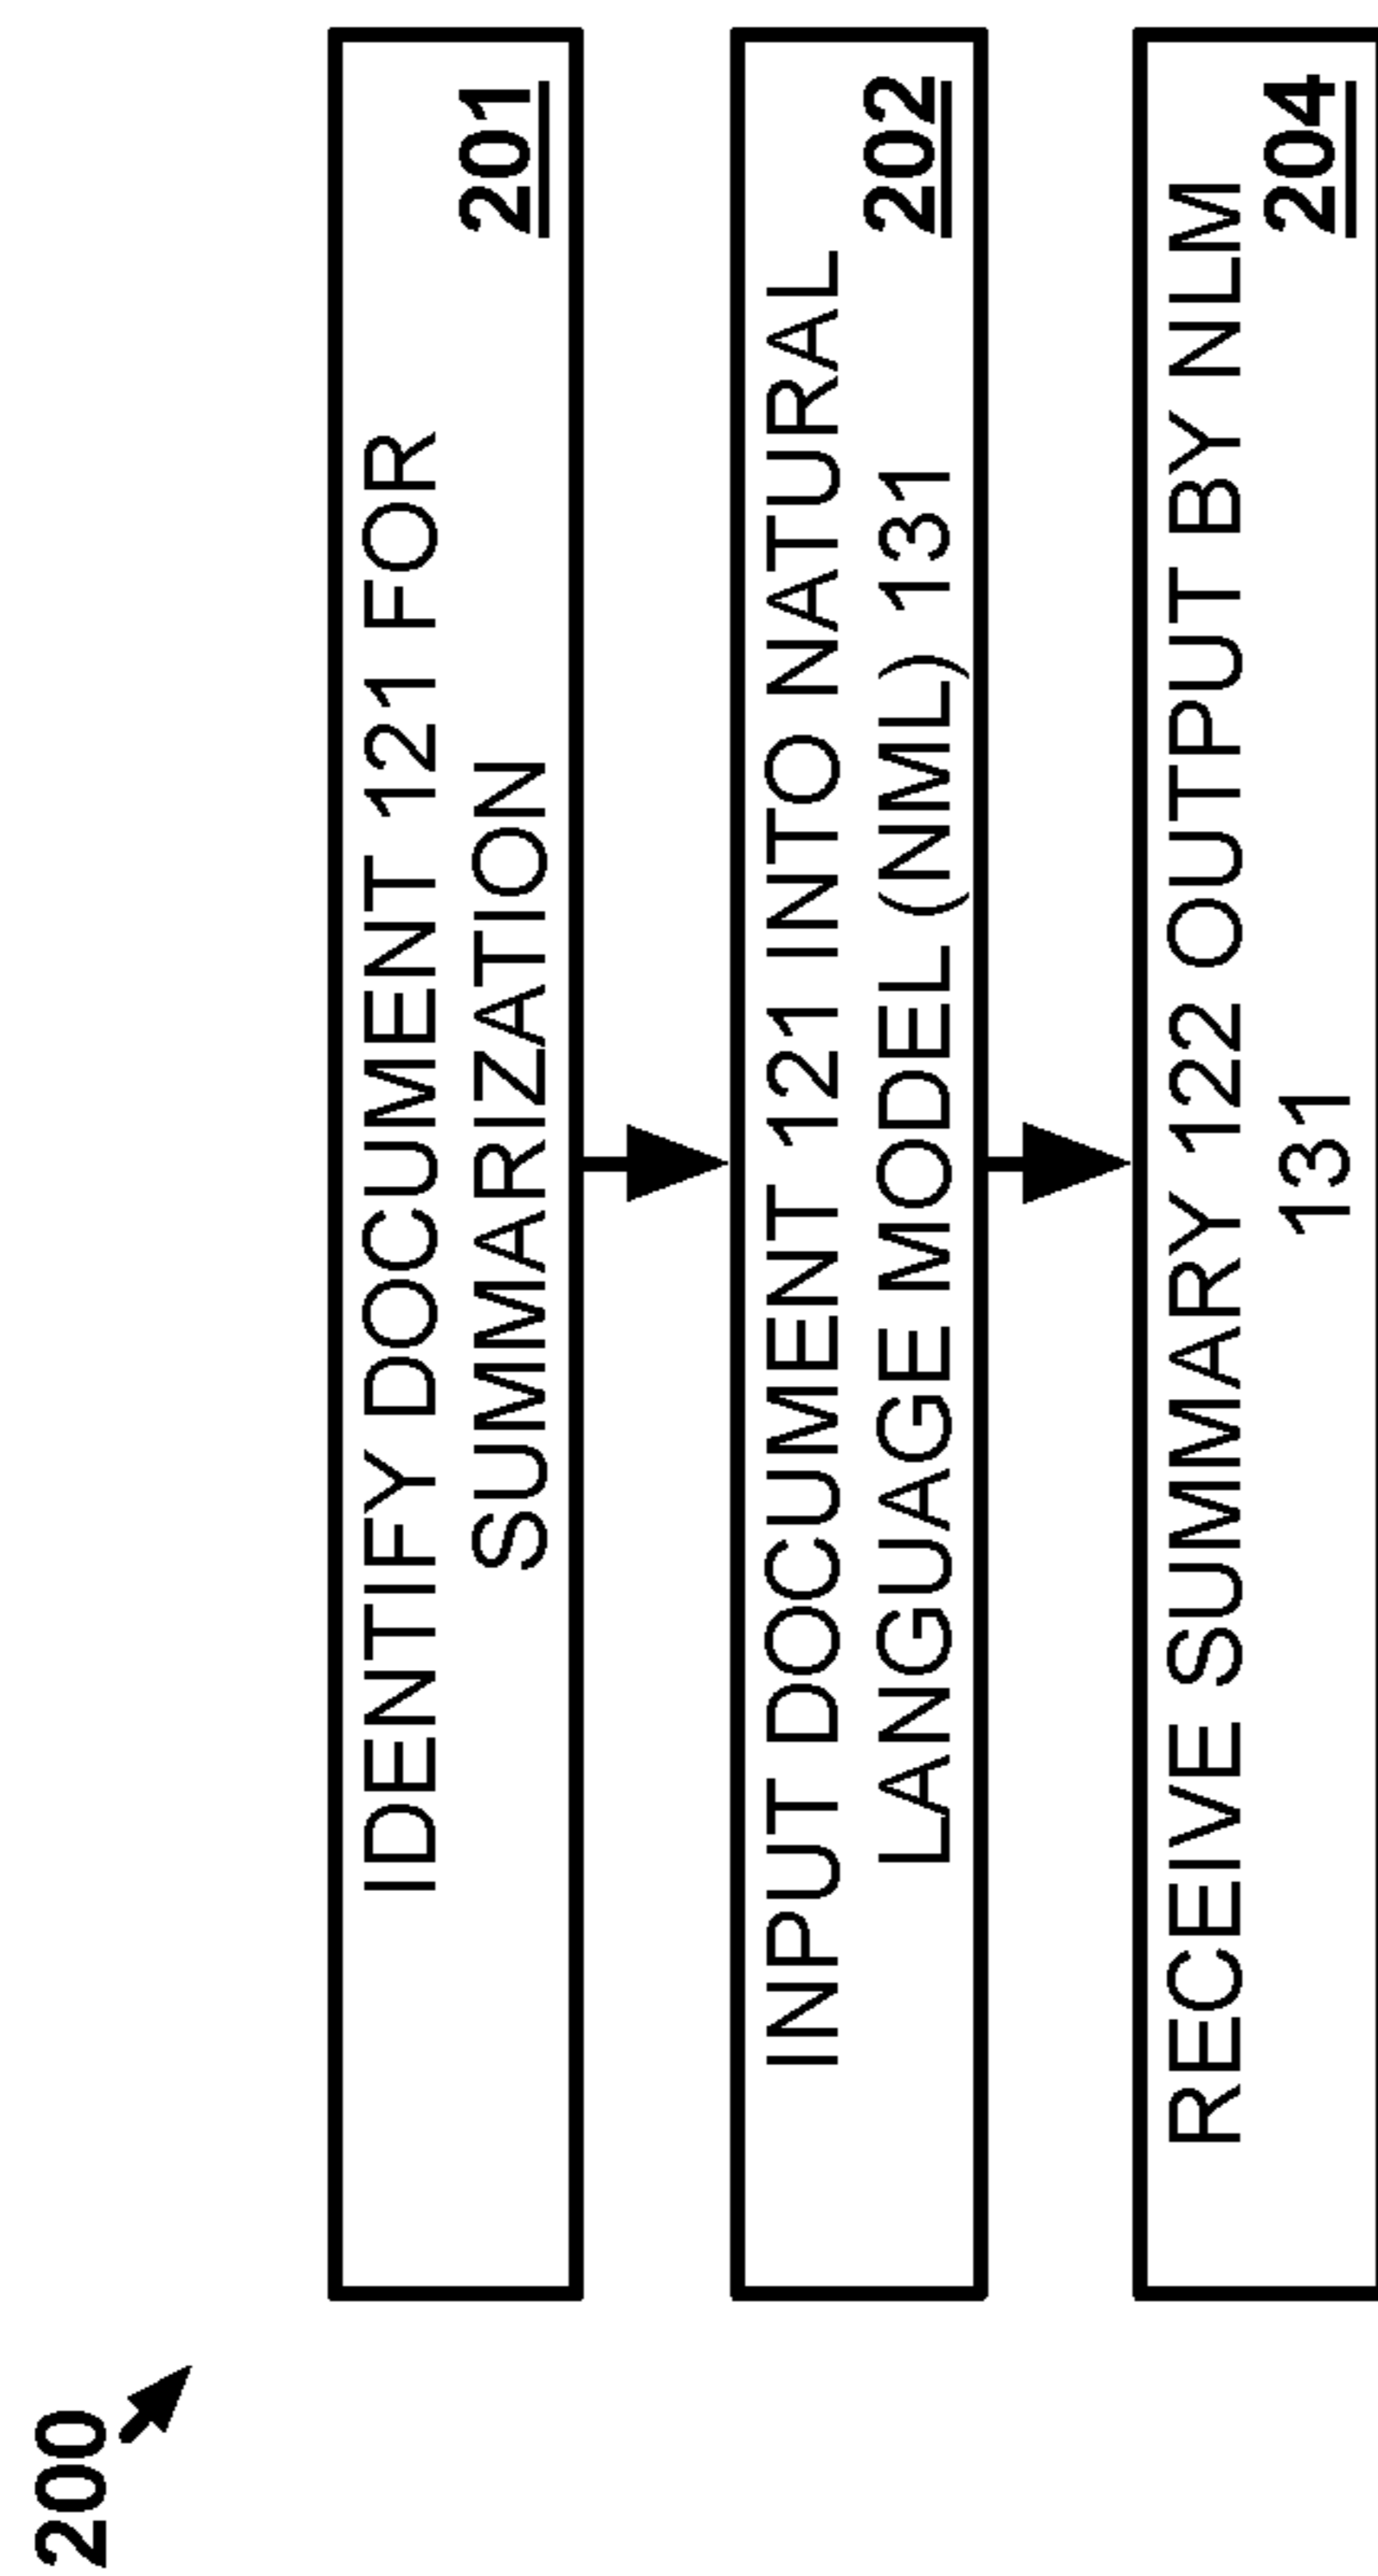 200
IDENTIFY DOCUMENT 121 FOR
SUMMARIZATION
201
INPUT DOCUMENT 121 INTO NATURAL
LANGUAGE MODEL (NML) 131
202
RECEIVE SUMMARY 122 OUTPUT BY NLM
131
204